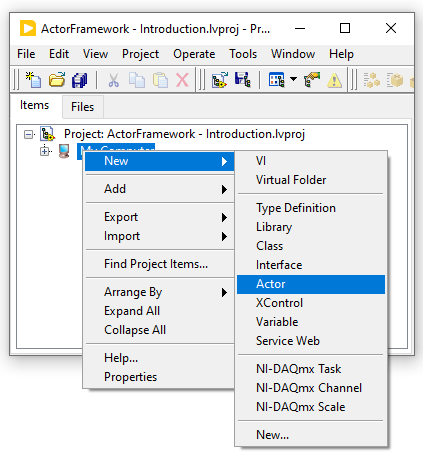 ActorFramework - Introduction.lvproj - Pr...
File Edit View Project Operate Tools Window Help
Items Files
Project: ActorFramework - Introduction.lvproj
My Computer
New
Add
Export
Import
Find Project Items...
Arrange By
Expand All
Collapse All
Help...
Properties
VI
Virtual Folder
Type Definition
Library
Class
Interface
Actor
XControl
Variable
Service Web
NI-DAQmx Task
NI-DAQmx Channel
NI-DAQmx Scale
New...